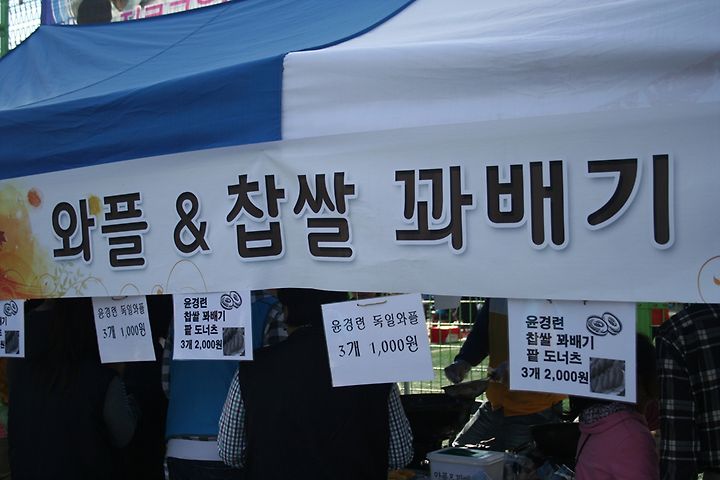 와플 & 찹쌀 꽈배기
윤경련 독일와플
3개 1,000원
윤경련
찹쌀 꽈배기
팥 도너츠
3개 2,000원
윤경련 독일와플
3개 1,000원
윤경련
찹쌀 꽈배기
팥 도너츠
3개 2,000원